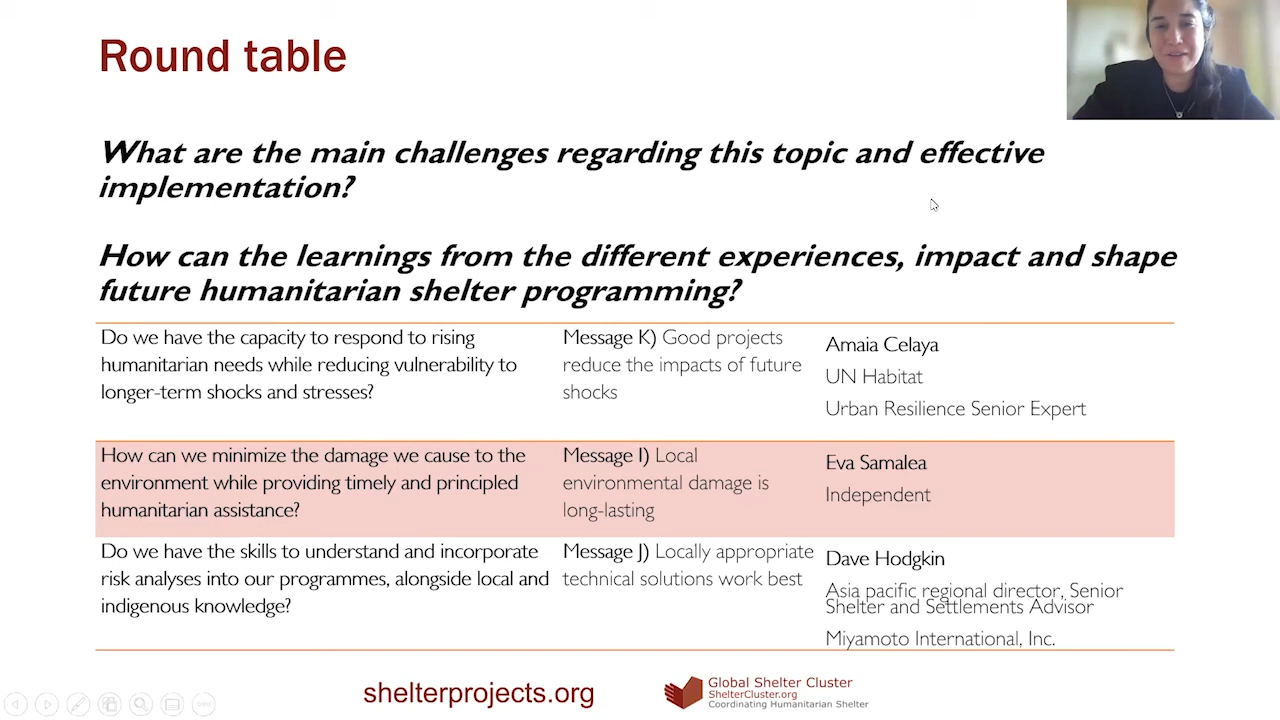 Round table
What are the main challenges regarding this topic and effective
implementation?
How can the learnings from the different experiences, impact and shape
future humanitarian shelter programming?
Do we have the capacity to respond to rising
humanitarian needs while reducing vulnerability to
longer-term shocks and stresses?
Message K) Good projects
reduce the impacts of future
shocks
Amaia Celaya
UN Habitat
Urban Resilience Senior Expert
How can we minimize the damage we cause to the
environment while providing timely and principled
humanitarian assistance?
Message I) Local
environmental damage is
long-lasting
Eva Samalea
Independent
Do we have the skills to understand and incorporate
risk analyses into our programmes, alongside local and
indigenous knowledge?
Message J) Locally appropriate
technical solutions work best
Dave Hodgkin
Asia pacific regional director, Senior
Shelter and Settlements Advisor
Miyamoto International, Inc.
shelterprojects.org
Global Shelter Cluster
ShelterCluster.org
Coordinating Humanitarian Shelter